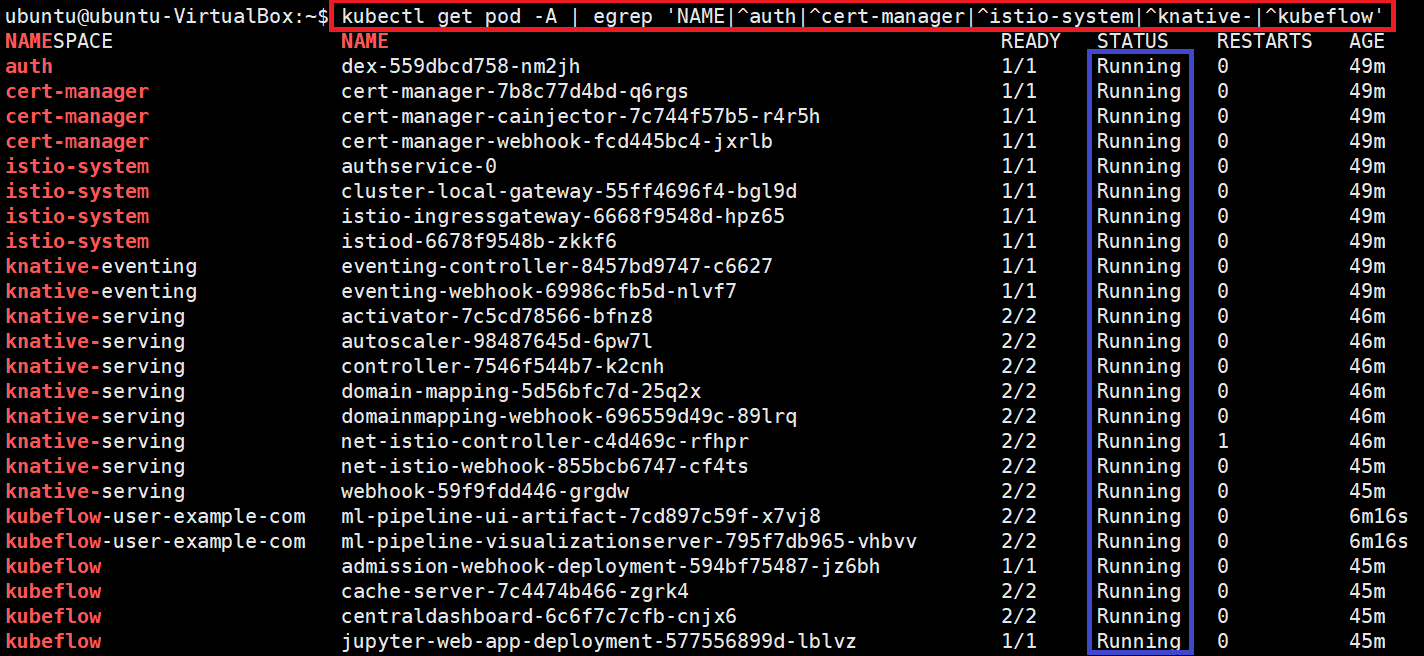 ubuntu@ubuntu-VirtualBox:~$ kubectl get pod -A | egrep 'NAME|^auth|^cert-manager|^istio-system|^knative-|^kubeflow'
NAMESPACE NAME READY STATUS RESTARTS AGE
auth dex-559dbcd758-nm2jh 1/1 Running 0 49m
cert-manager cert-manager-7b8c77d4bd-q6rgs 1/1 Running 0 49m
cert-manager cert-manager-cainjector-7c744f57b5-r4r5h 1/1 Running 0 49m
cert-manager cert-manager-webhook-fcd445bc4-jxrlb 1/1 Running 0 49m
istio-system authservice-0 1/1 Running 0 49m
istio-system cluster-local-gateway-55ff4696f4-bgl9d 1/1 Running 0 49m
istio-system istio-ingressgateway-6668f9548d-hpz65 1/1 Running 0 49m
istio-system istiod-6678f9548b-zkkf6 1/1 Running 0 49m
knative-eventing eventing-controller-8457bd9747-c6627 1/1 Running 0 49m
knative-eventing eventing-webhook-69986cfb5d-nlvf7 1/1 Running 0 49m
knative-serving activator-7c5cd78566-bfnz8 2/2 Running 0 46m
knative-serving autoscaler-98487645d-6pw7l 2/2 Running 0 46m
knative-serving controller-7546f544b7-k2cnh 2/2 Running 0 46m
knative-serving domain-mapping-5d56bfc7d-25q2x 2/2 Running 0 46m
knative-serving domainmapping-webhook-696559d49c-89lrq 2/2 Running 0 46m
knative-serving net-istio-controller-c4d469c-rfhpr 2/2 Running 1 46m
knative-serving net-istio-webhook-855bcb6747-cf4ts 2/2 Running 0 45m
knative-serving webhook-59f9fdd446-grgdw 2/2 Running 0 45m
kubeflow-user-example-com ml-pipeline-ui-artifact-7cd897c59f-x7vj8 2/2 Running 0 6m16s
kubeflow-user-example-com ml-pipeline-visualizationserver-795f7db965-vhbvv 2/2 Running 0 6m16s
kubeflow admission-webhook-deployment-594bf75487-jz6bh 1/1 Running 0 45m
kubeflow cache-server-7c4474b466-zgrk4 2/2 Running 0 45m
kubeflow centraldashboard-6c6f7c7cfb-cnjx6 2/2 Running 0 45m
kubeflow jupyter-web-app-deployment-577556899d-lblvz 1/1 Running 0 45m